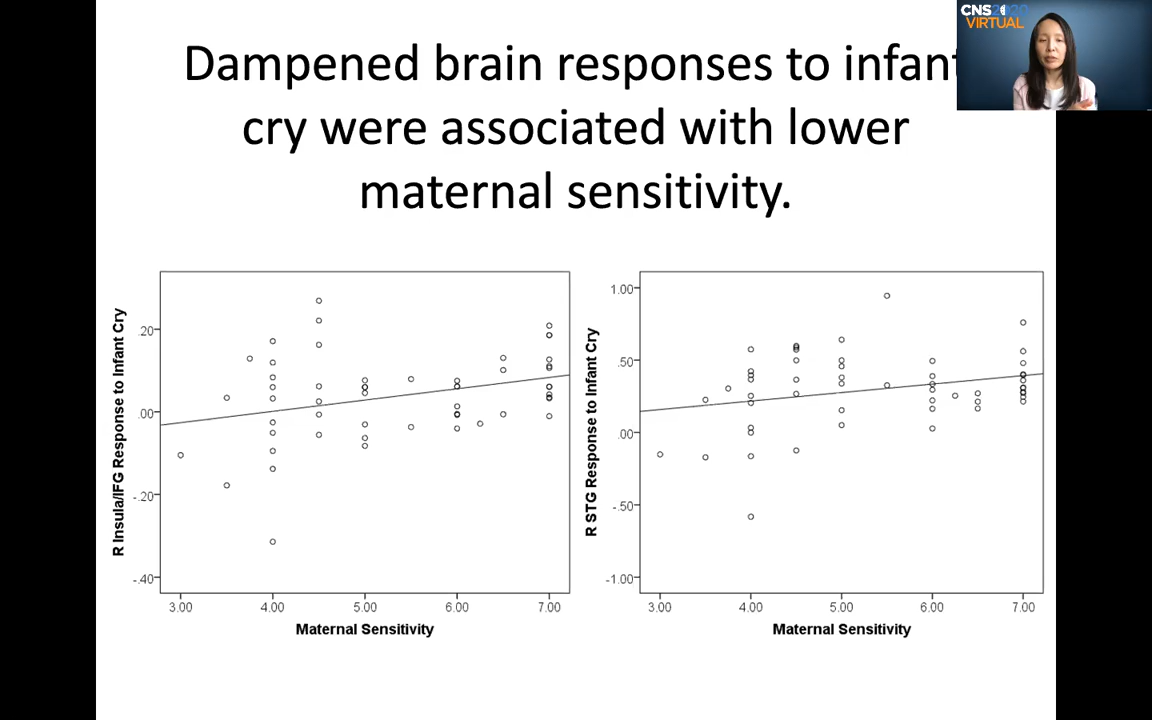 CNS2020
VIRTUAL
Dampened brain responses to infant
cry were associated with lower
maternal sensitivity.
R Insula/IFG Response to Infant Cry
.20
.00
-.20
-.40
3.00 4.00 5.00 6.00 7.00
Maternal Sensitivity
R STG Response to Infant Cry
1.00
.50
.00
-.50
-1.00
3.00 4.00 5.00 6.00 7.00
Maternal Sensitivity